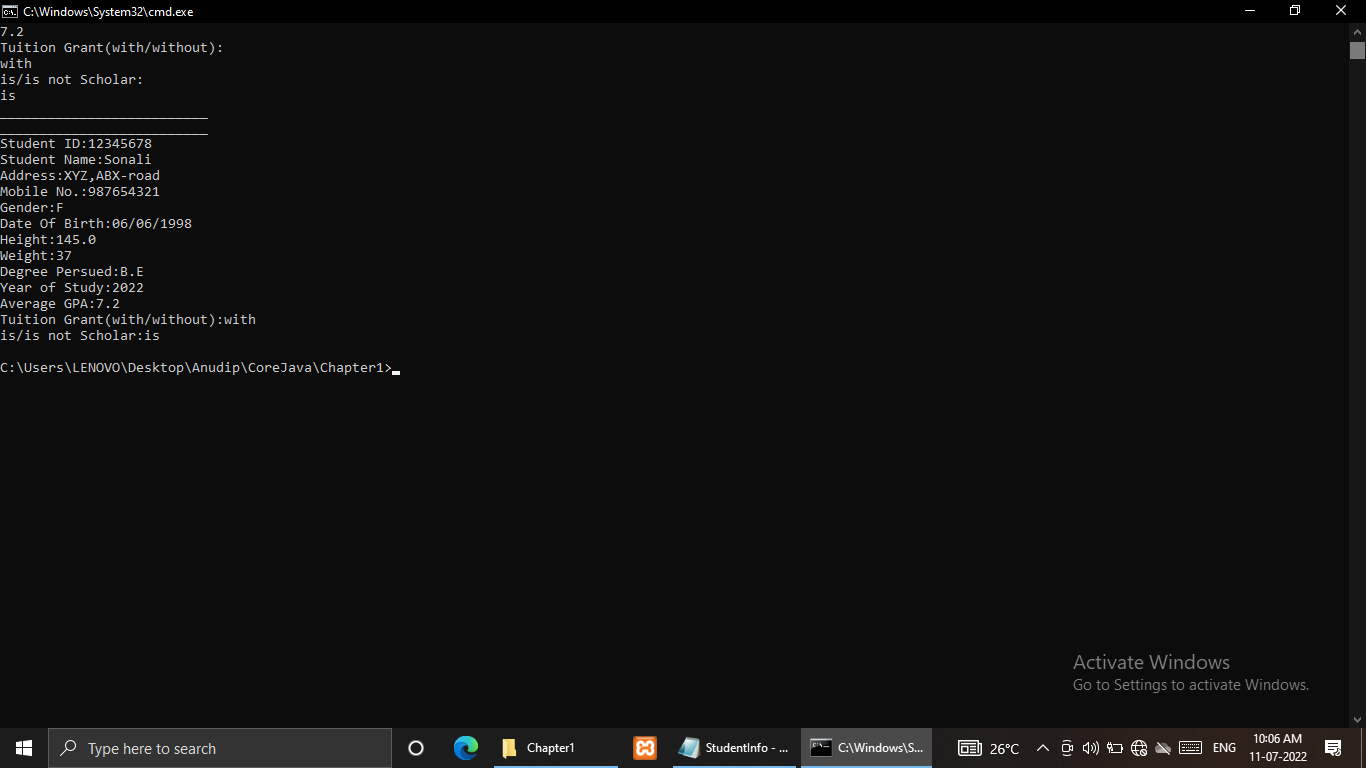 C:\Windows\System32\cmd.exe
7.2
Tuition Grant(with/without):
with
is/is not Scholar:
is
__________________________
__________________________
Student ID:12345678
Student Name:Sonali
Address:XYZ,ABX-road
Mobile No.:987654321
Gender:F
Date Of Birth:06/06/1998
Height:145.0
Weight:37
Degree Persued:B.E
Year of Study:2022
Average GPA:7.2
Tuition Grant(with/without):with
is/is not Scholar:is
C:\Users\LENOVO\Desktop\Anudip\CoreJava\Chapter1>
Activate Windows
Go to Settings to activate Windows.
Type here to search
Chapter1
StudentInfo - ...
C:\Windows\S...
26°C
ENG
10:06 AM
11-07-2022